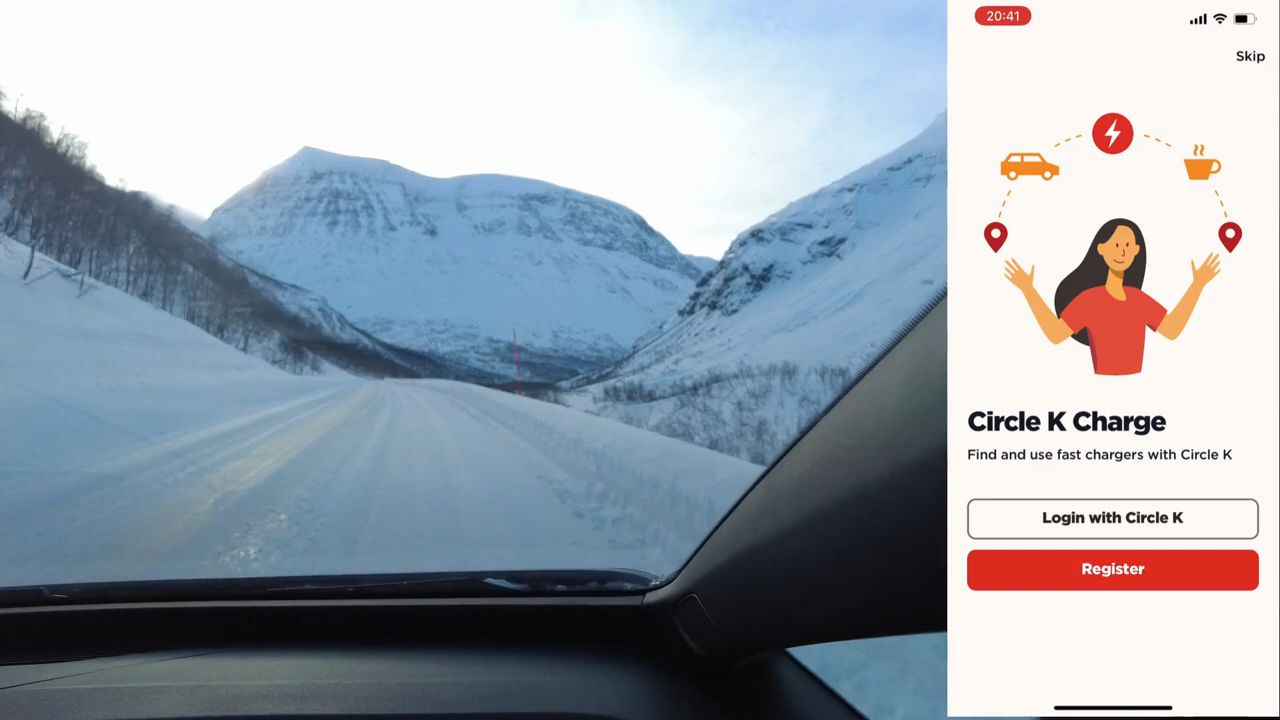 20:41
Skip
Circle K Charge
Find and use fast chargers with Circle K
Login with Circle K
Register